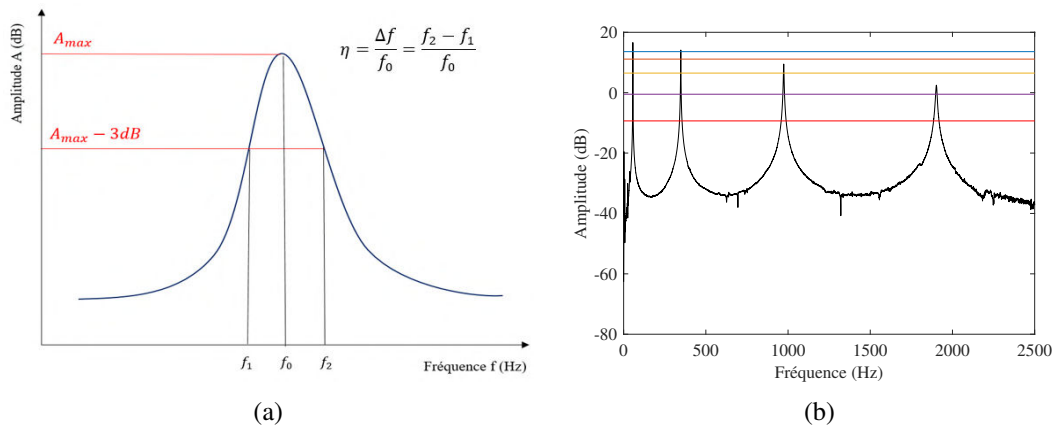 Amplitude A (dB)
A_max
A_max − 3dB
η = Δf/f₀ = (f₂ − f₁)/f₀
f₁ f₀ f₂
Fréquence f (Hz)
(a)
Amplitude (dB)
20
0
-20
-40
-60
-80
0 500 1000 1500 2000 2500
Fréquence (Hz)
(b)